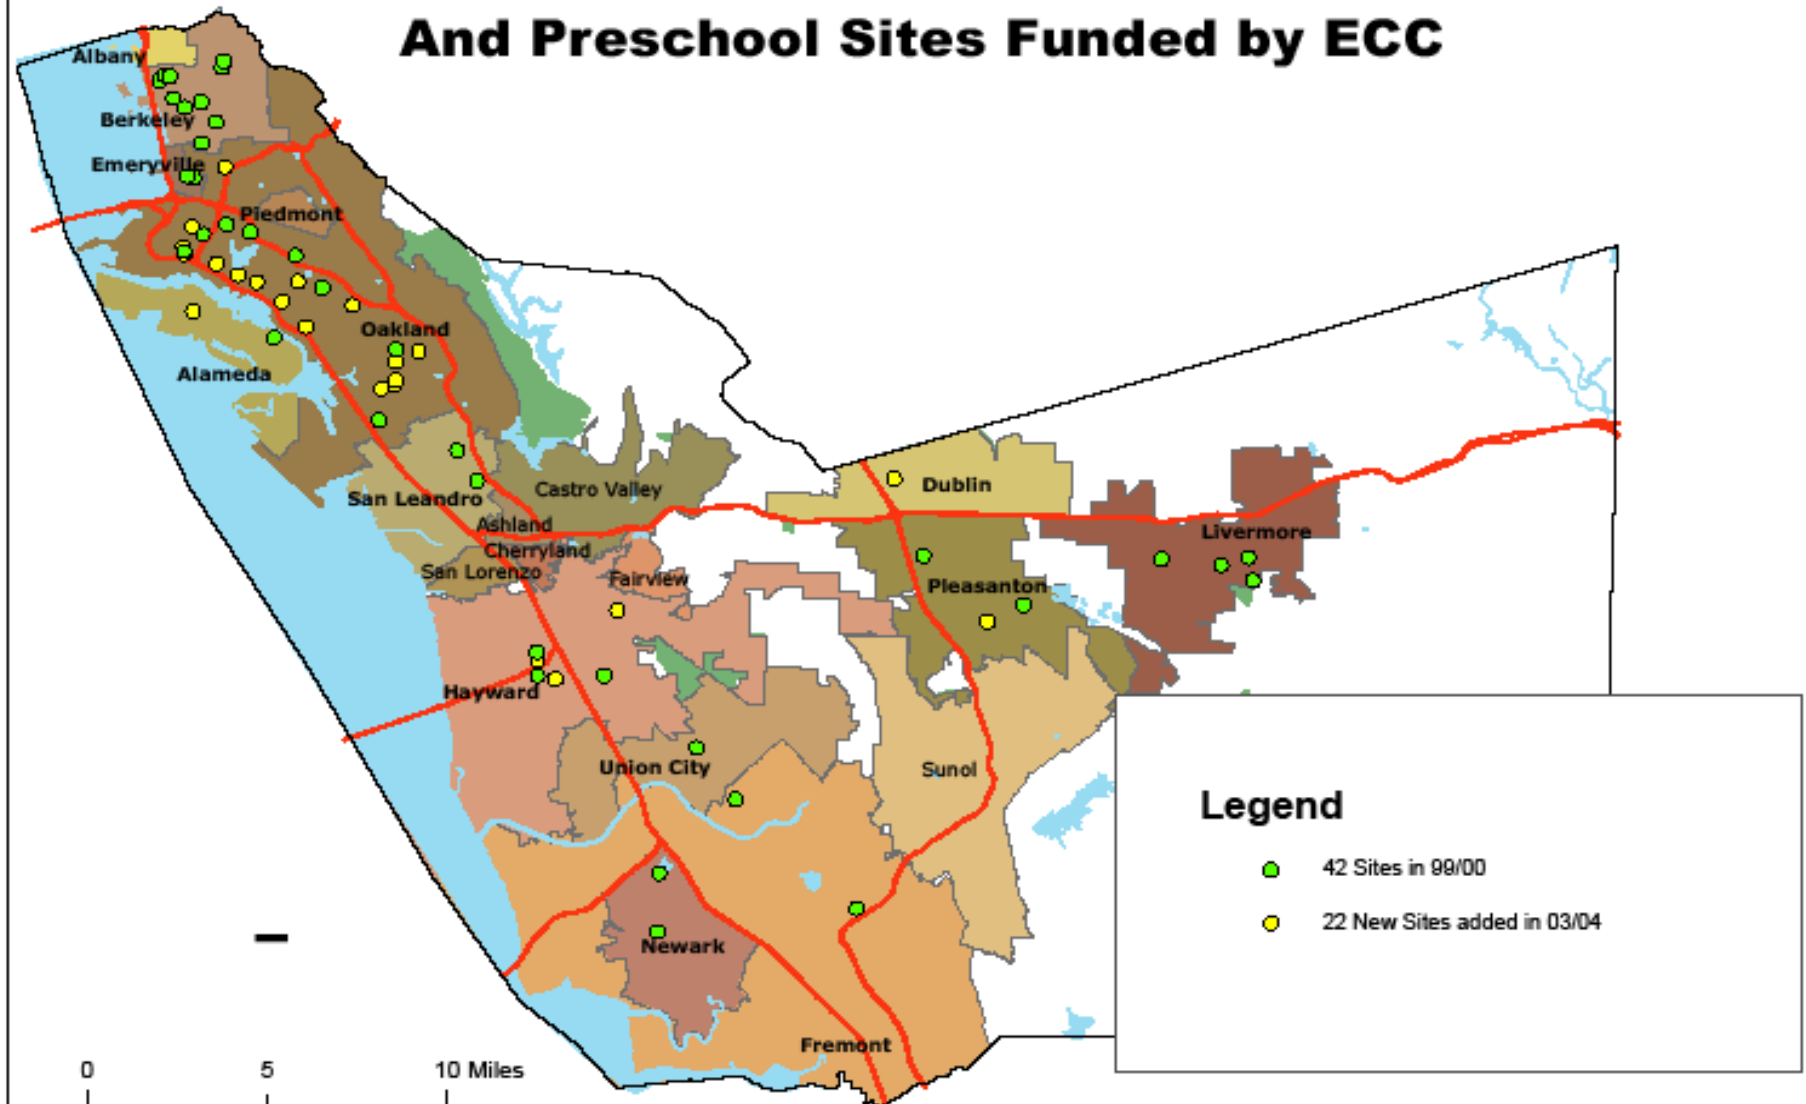 And Preschool Sites Funded by ECC
Albany
Berkeley
Emeryville
Piedmont
Oakland
Alameda
San Leandro
Castro Valley
Dublin
Ashland
Livermore
Cherryland
San Lorenzo
Fairview
Pleasanton
Hayward
Union City
Sunol
Legend
42 Sites in 99/00
22 New Sites added in 03/04
Newark
Fremont
0 5 10 Miles